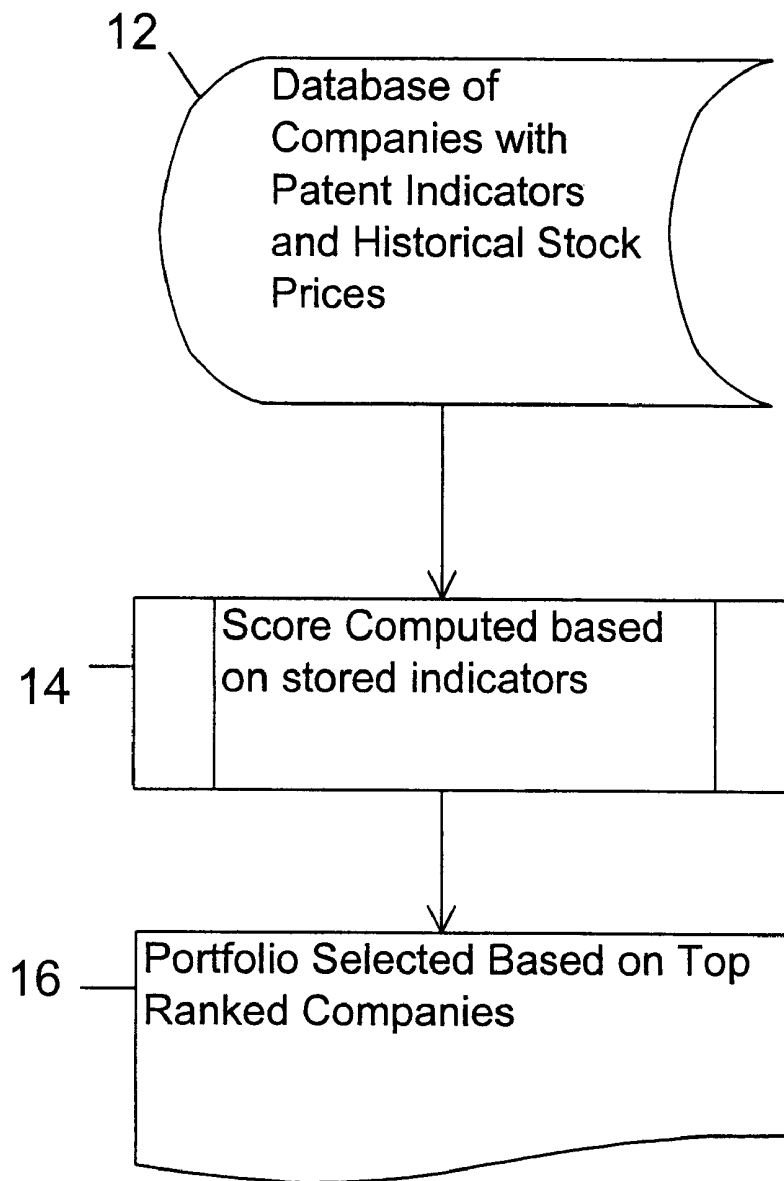 12
Database of
Companies with
Patent Indicators
and Historical Stock
Prices
14
Score Computed based
on stored indicators
16
Portfolio Selected Based on Top
Ranked Companies